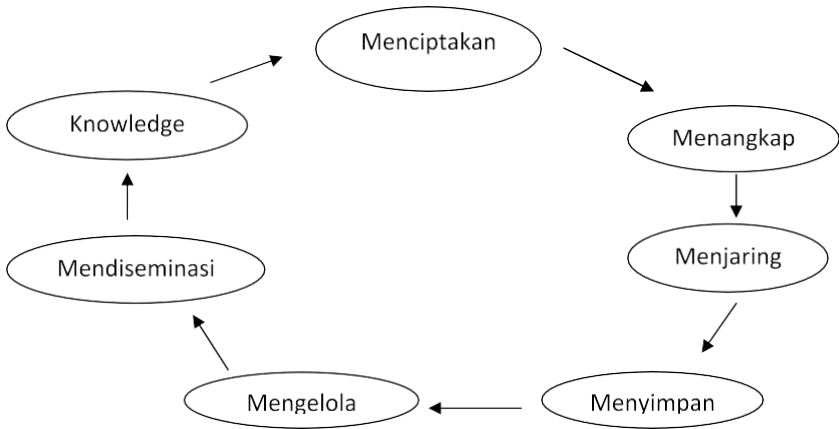 Menciptakan
Knowledge
Menangkap
Menjaring
Mendiseminasi
Mengelola
Menyimpan